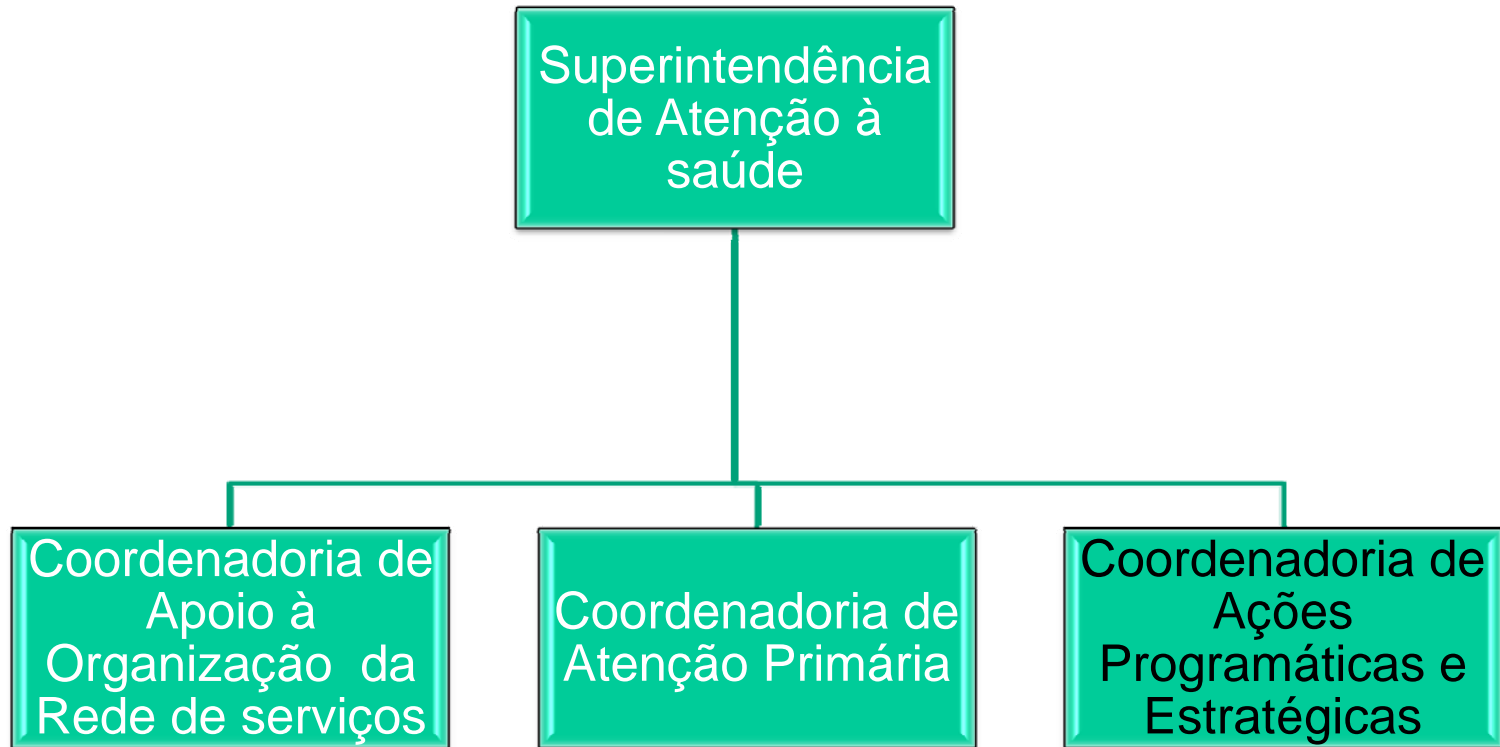 Superintendência
de Atenção à
saúde
Coordenadoria de
Apoio à
Organização  da
Rede de serviços
Coordenadoria de
Atenção Primária
Coordenadoria de
Ações
Programáticas e
Estratégicas